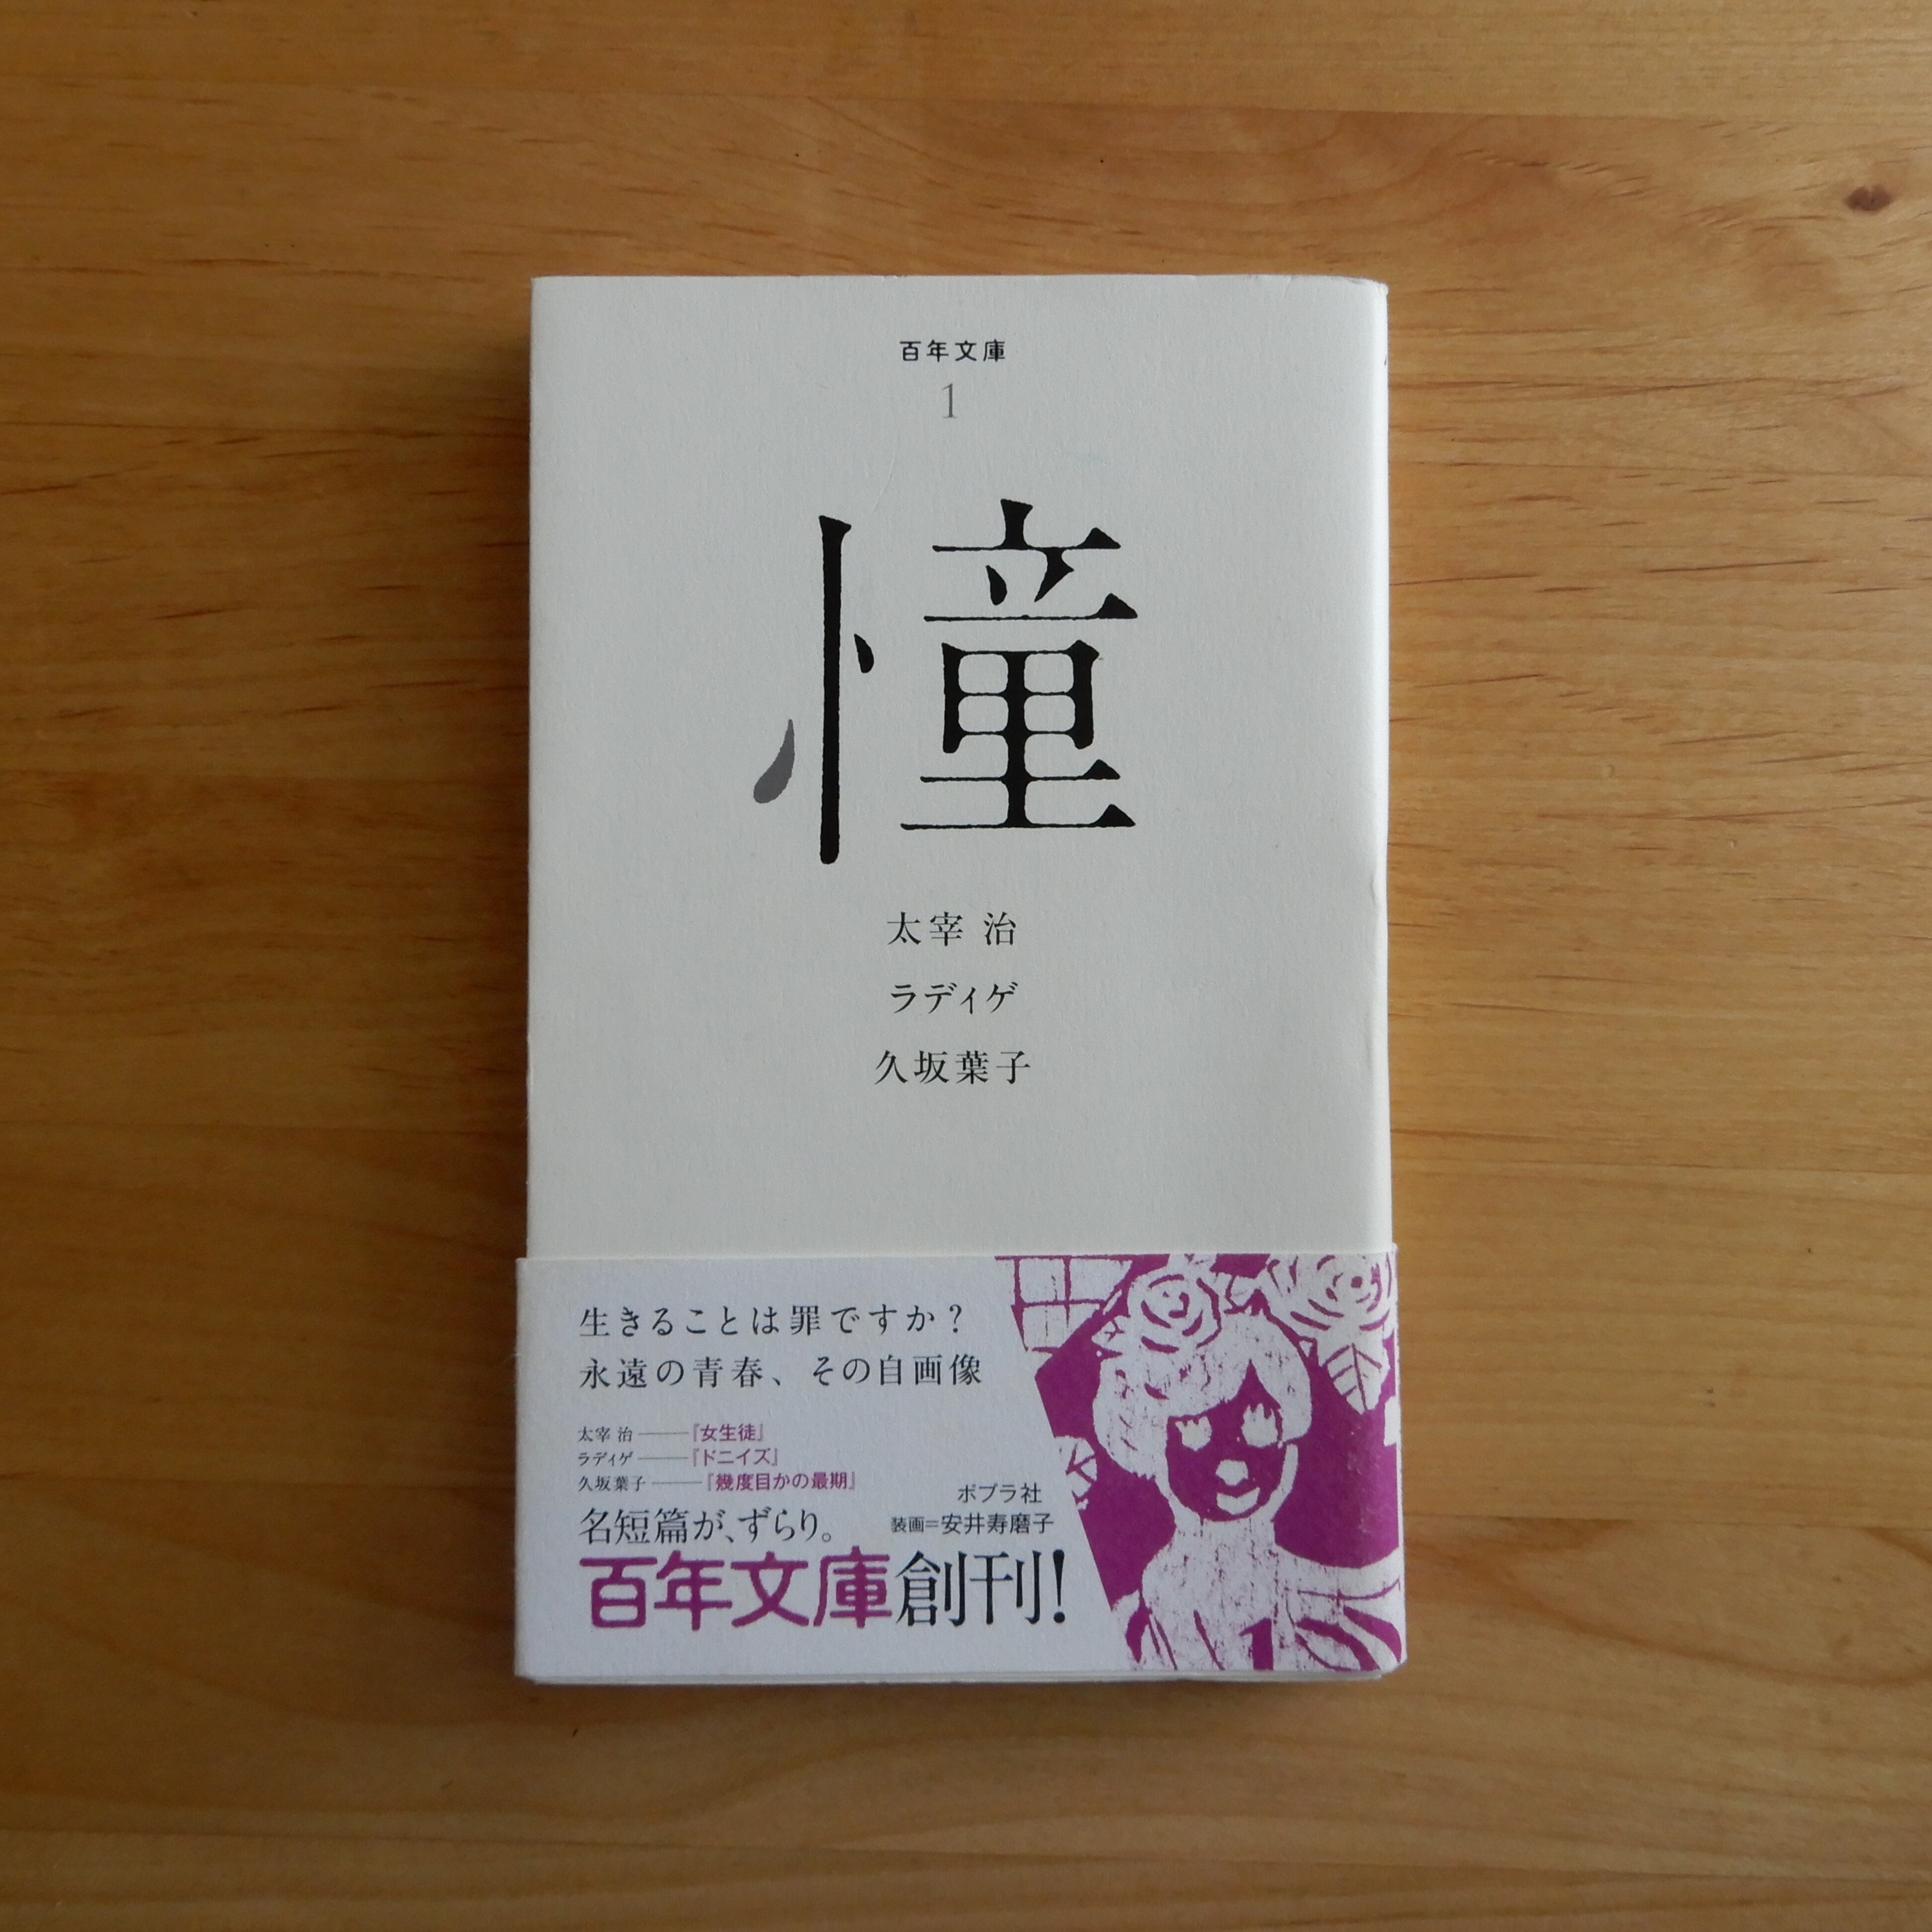 百年文庫
1
憧
太宰 治
ラディゲ
久坂葉子
生きることは罪ですか？
永遠の青春、その自画像
太宰 治――『女生徒』
ラディゲ――『ドニイズ』
久坂葉子――『幾度目かの最期』
名短篇が、ずらり。
ポプラ社
装画=安井寿磨子
百年文庫創刊!